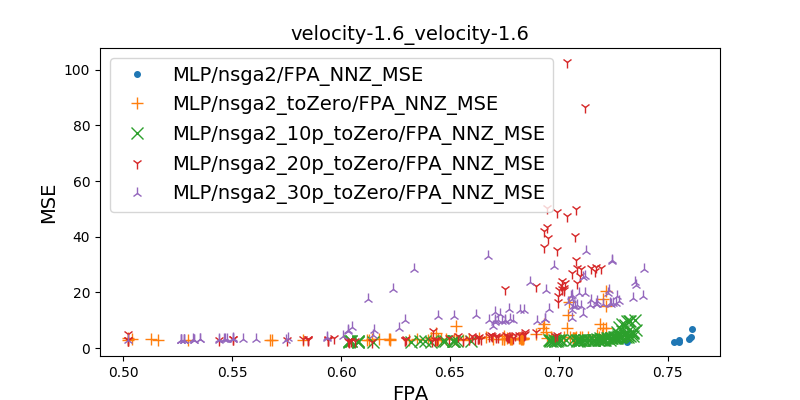 velocity-1.6_velocity-1.6
MLP/nsga2/FPA_NNZ_MSE
MLP/nsga2_toZero/FPA_NNZ_MSE
MLP/nsga2_10p_toZero/FPA_NNZ_MSE
MLP/nsga2_20p_toZero/FPA_NNZ_MSE
MLP/nsga2_30p_toZero/FPA_NNZ_MSE
MSE
100
80
60
40
20
0
0.50 0.55 0.60 0.65 0.70 0.75
FPA